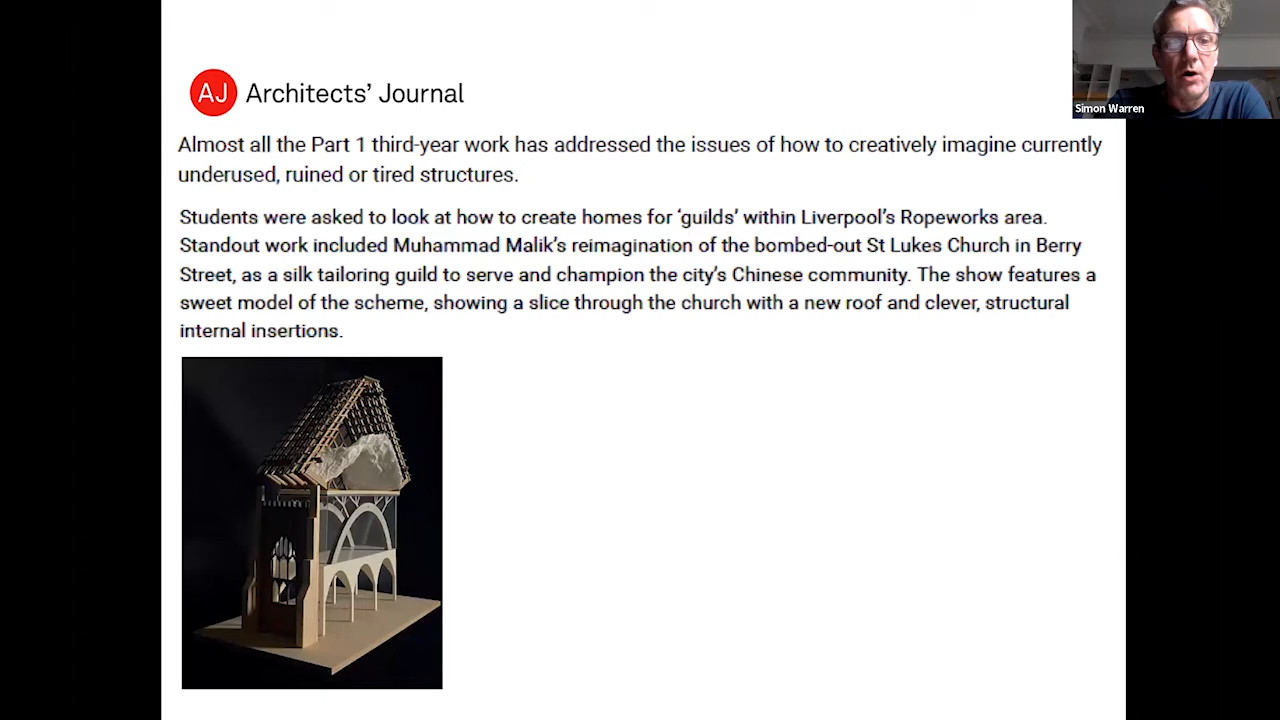 Simon Warren
AJ Architects’ Journal
Almost all the Part 1 third-year work has addressed the issues of how to creatively imagine currently
underused, ruined or tired structures.
Students were asked to look at how to create homes for ‘guilds’ within Liverpool’s Ropeworks area.
Standout work included Muhammad Malik’s reimagination of the bombed-out St Lukes Church in Berry
Street, as a silk tailoring guild to serve and champion the city’s Chinese community. The show features a
sweet model of the scheme, showing a slice through the church with a new roof and clever, structural
internal insertions.